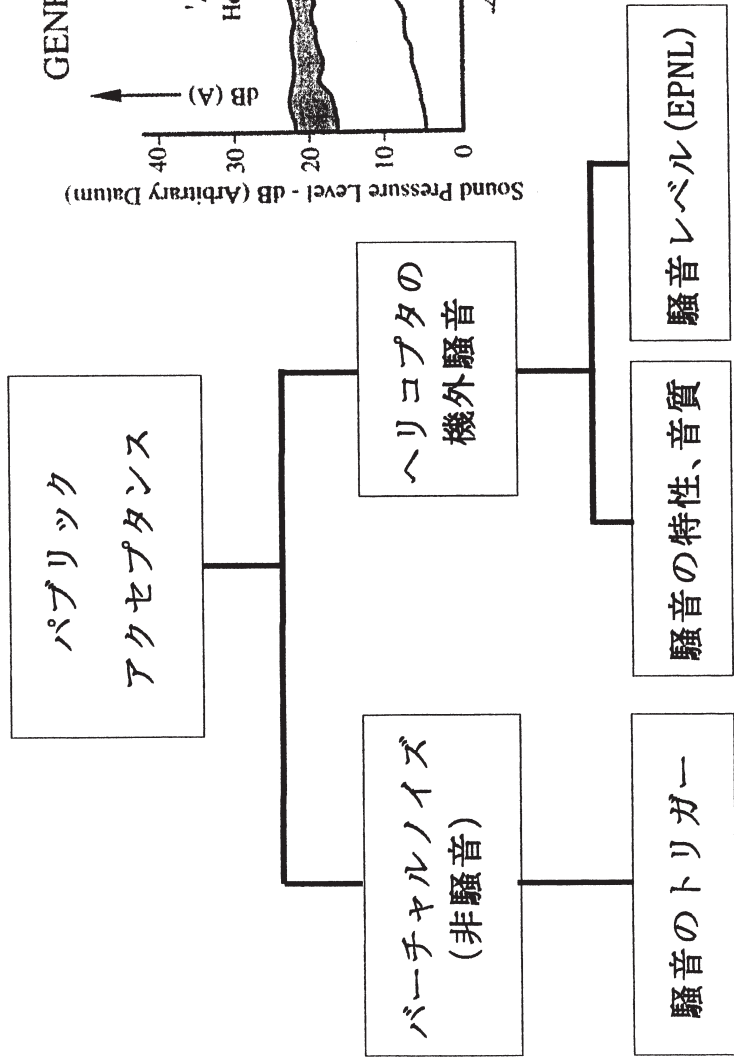 パブリック
アクセプタンス
バーチャルノイズ
(非騒音)
ヘリコプタの
機外騒音
騒音のトリガー
騒音の特性、音質
騒音レベル(EPNL)
Sound Pressure Level - dB (Arbitrary Datum)
dB (A)
40
30
20
10
0